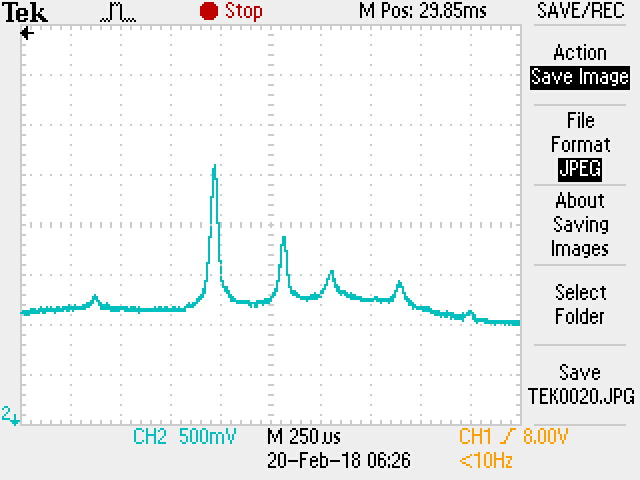 Tek Stop M Pos: 29.85ms SAVE/REC
Action
Save Image
File
Format
JPEG
About
Saving
Images
Select
Folder
Save
TEK0020.JPG
2
CH2 500mV M 250µs CH1 8.00V
20-Feb-18 06:26 <10Hz